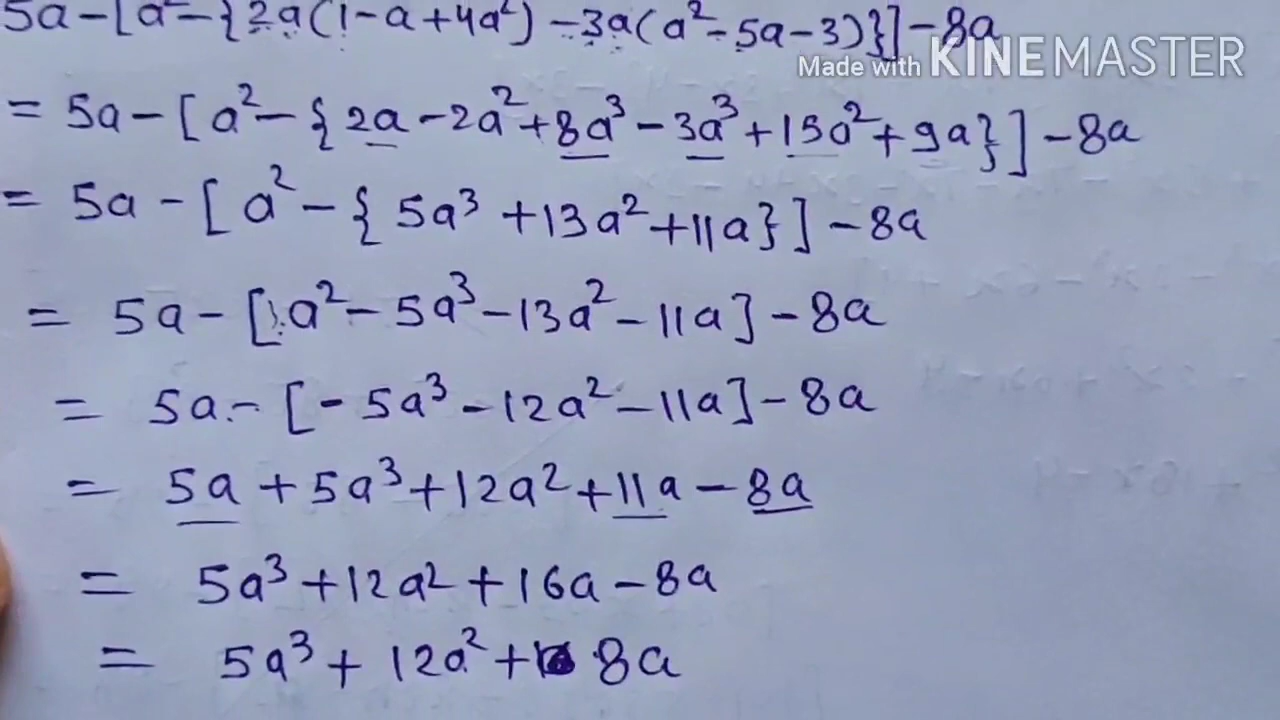 5a-[a²-{2a(1-a+4a²)-3a(a²-5a-3)}]-8a
Made with KINEMASTER
= 5a-[a²-{2a-2a²+8a³-3a³+15a²+9a}]-8a
= 5a-[a²-{5a³+13a²+11a}]-8a
= 5a-[a²-5a³-13a²-11a]-8a
= 5a-[-5a³-12a²-11a]-8a
= 5a+5a³+12a²+11a-8a
= 5a³+12a²+16a-8a
= 5a³+12a²+8a